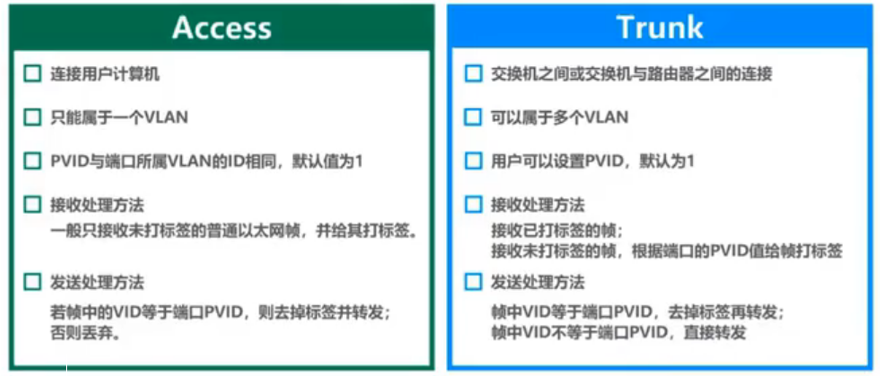 Access
连接用户计算机
只能属于一个VLAN
PVID与端口所属VLAN的ID相同，默认值为1
接收处理方法
一般只接收未打标签的普通以太网帧，并给其打标签。
发送处理方法
若帧中的VID等于端口PVID，则去掉标签并转发；
否则丢弃。
Trunk
交换机之间或交换机与路由器之间的连接
可以属于多个VLAN
用户可以设置PVID，默认为1
接收处理方法
接收已打标签的帧；
接收未打标签的帧，根据端口的PVID值给帧打标签
发送处理方法
帧中VID等于端口PVID，去掉标签再转发；
帧中VID不等于端口PVID，直接转发